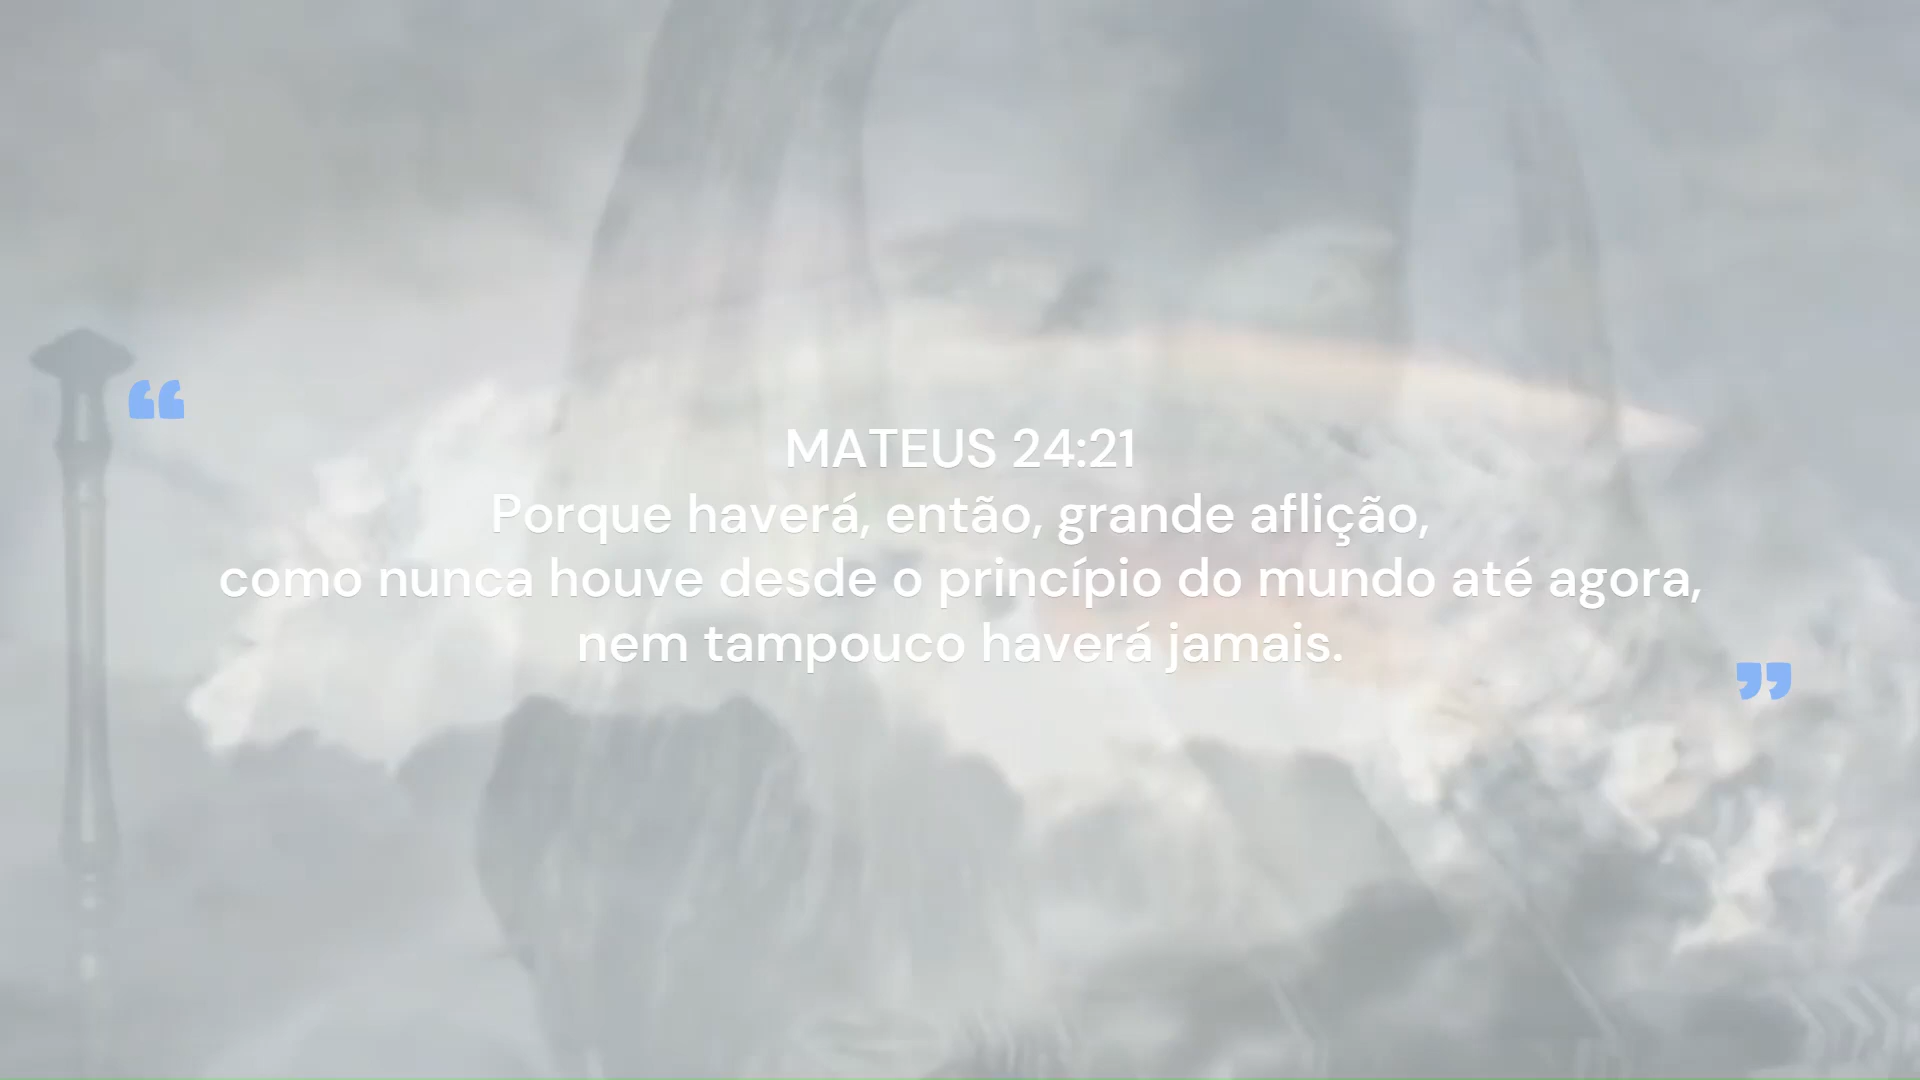 “
MATEUS 24:21
Porque haverá, então, grande aflição,
como nunca houve desde o princípio do mundo até agora,
nem tampouco haverá jamais.
”